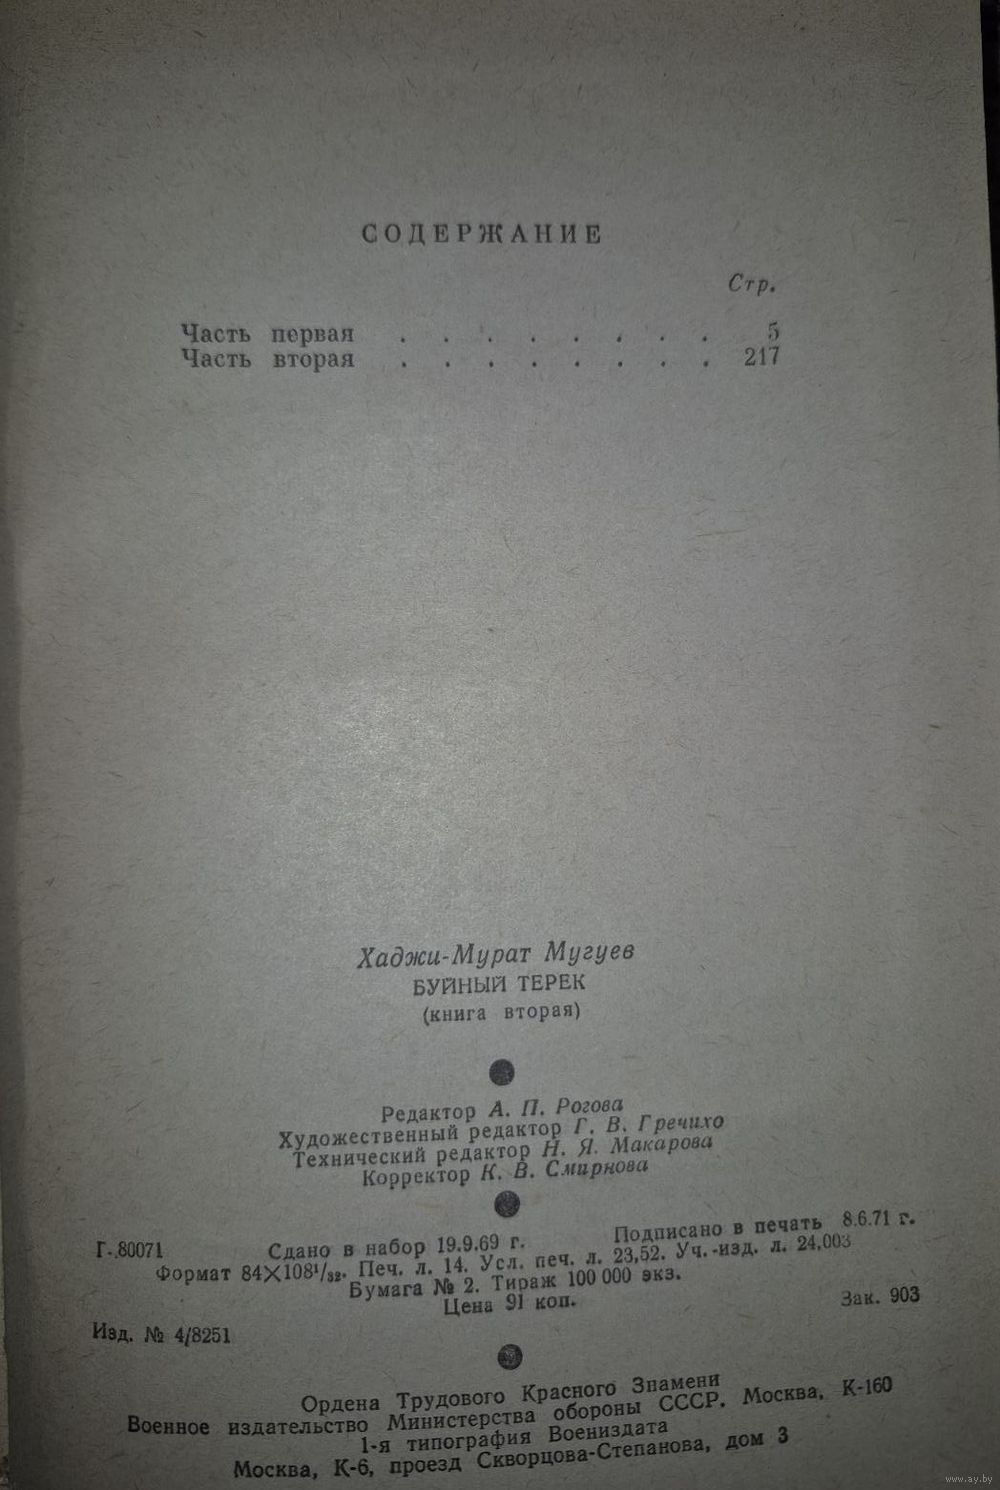 СОДЕРЖАНИЕ
Стр.
Часть первая . . . . . . . . 5
Часть вторая . . . . . . . . 217
Хаджи-Мурат Мугуев
БУЙНЫЙ ТЕРЕК
(книга вторая)
Редактор А. П. Рогова
Художественный редактор Г. В. Гречихо
Технический редактор Н. Я. Макарова
Корректор К. В. Смирнова
Г-80071 Сдано в набор 19.9.69 г. Подписано в печать 8.6.71 г.
Формат 84×108¹/₃₂. Печ. л. 14. Усл. печ. л. 23,52. Уч.-изд. л. 24,003
Бумага № 2. Тираж 100 000 экз.
Цена 91 коп. Зак. 903
Изд. № 4/8251
Ордена Трудового Красного Знамени
Военное издательство Министерства обороны СССР. Москва, К-160
1-я типография Воениздата
Москва, К-6, проезд Скворцова-Степанова, дом 3
www.ay.by